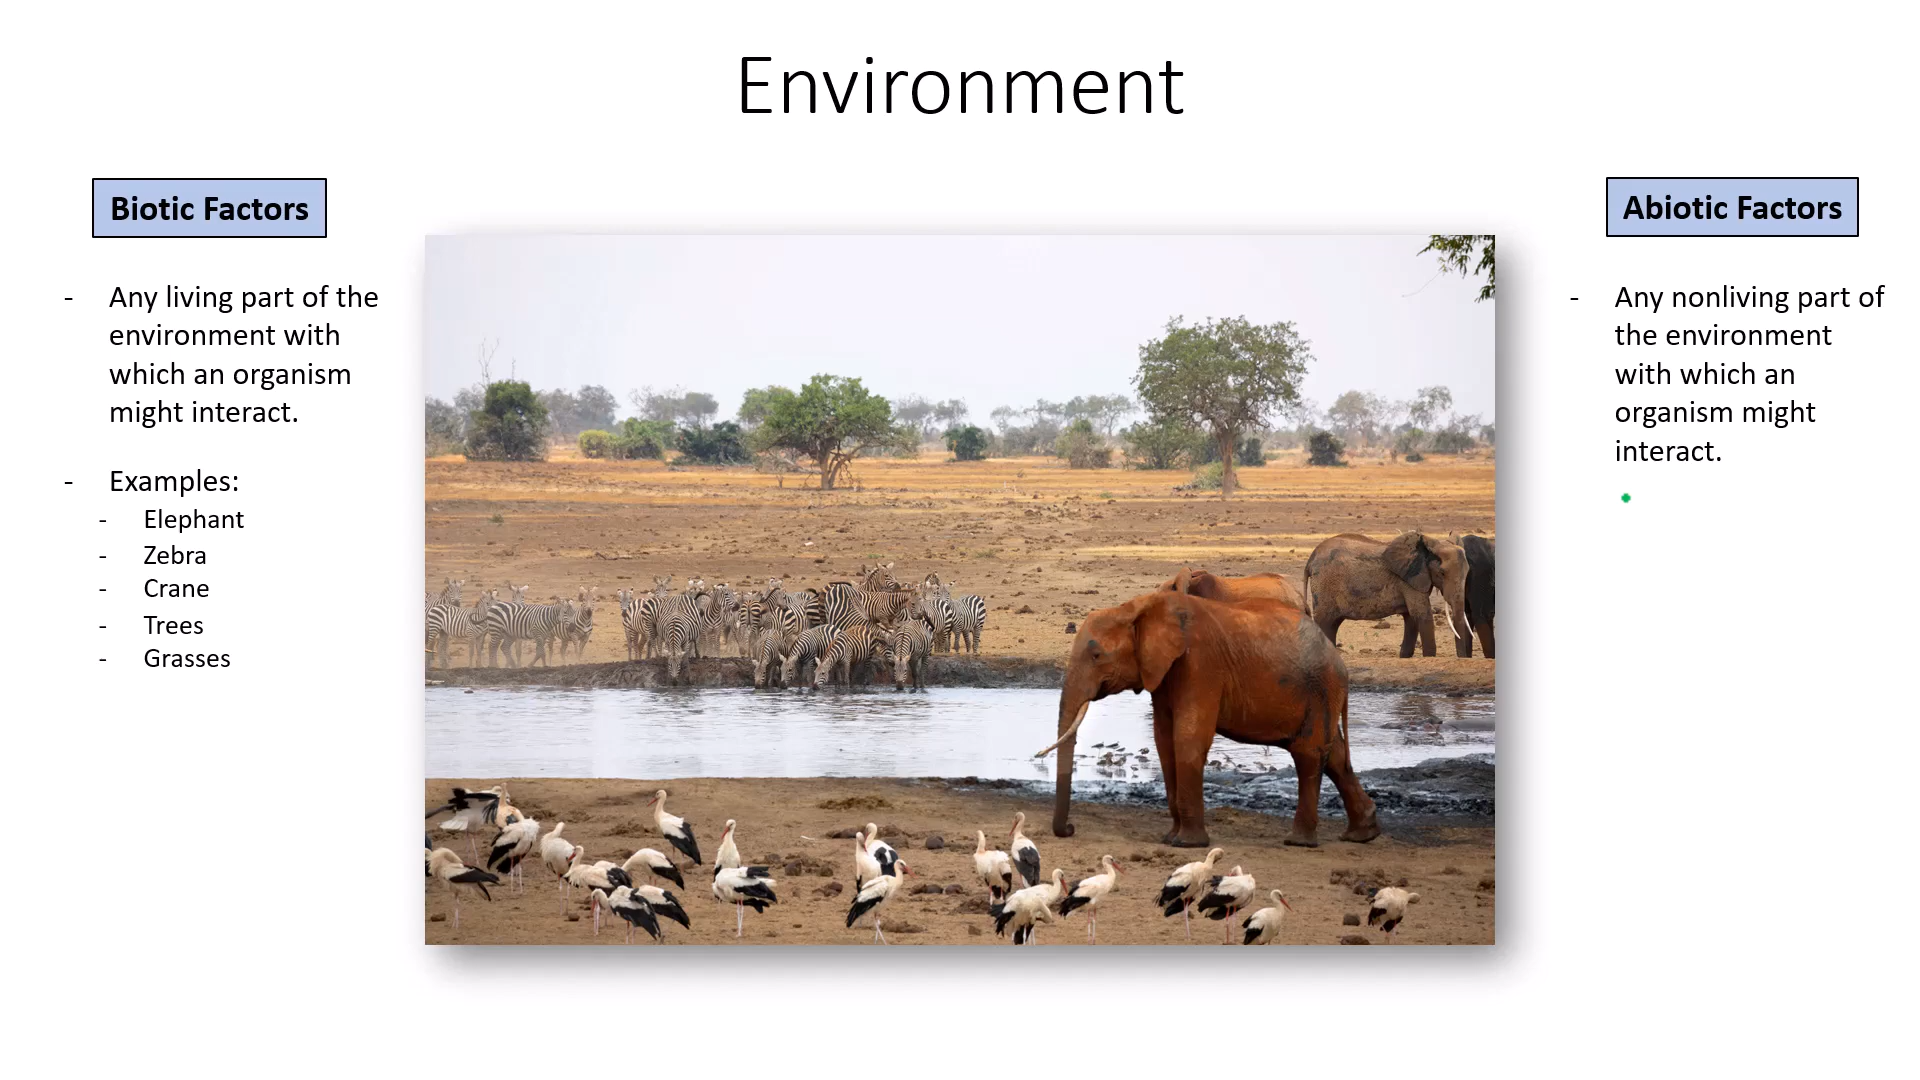 Environment
Biotic Factors
- Any living part of the
environment with
which an organism
might interact.
- Examples:
- Elephant
- Zebra
- Crane
- Trees
- Grasses
Abiotic Factors
- Any nonliving part of
the environment
with which an
organism might
interact.